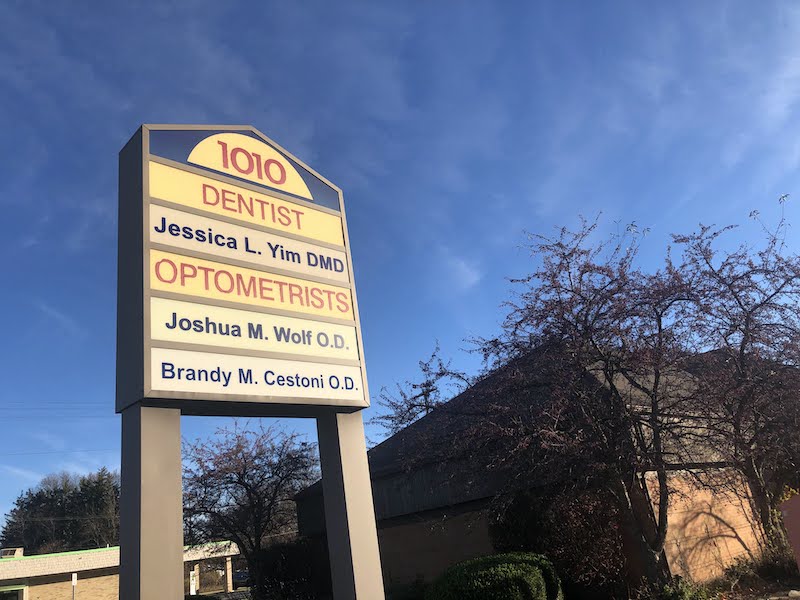 1010
DENTIST
Jessica L. Yim DMD
OPTOMETRISTS
Joshua M. Wolf O.D.
Brandy M. Cestoni O.D.